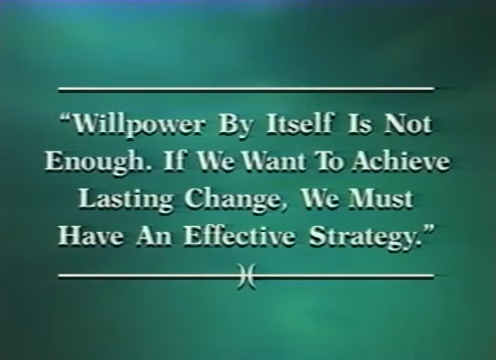 “Willpower By Itself Is Not
Enough. If We Want To Achieve
Lasting Change, We Must
Have An Effective Strategy.”